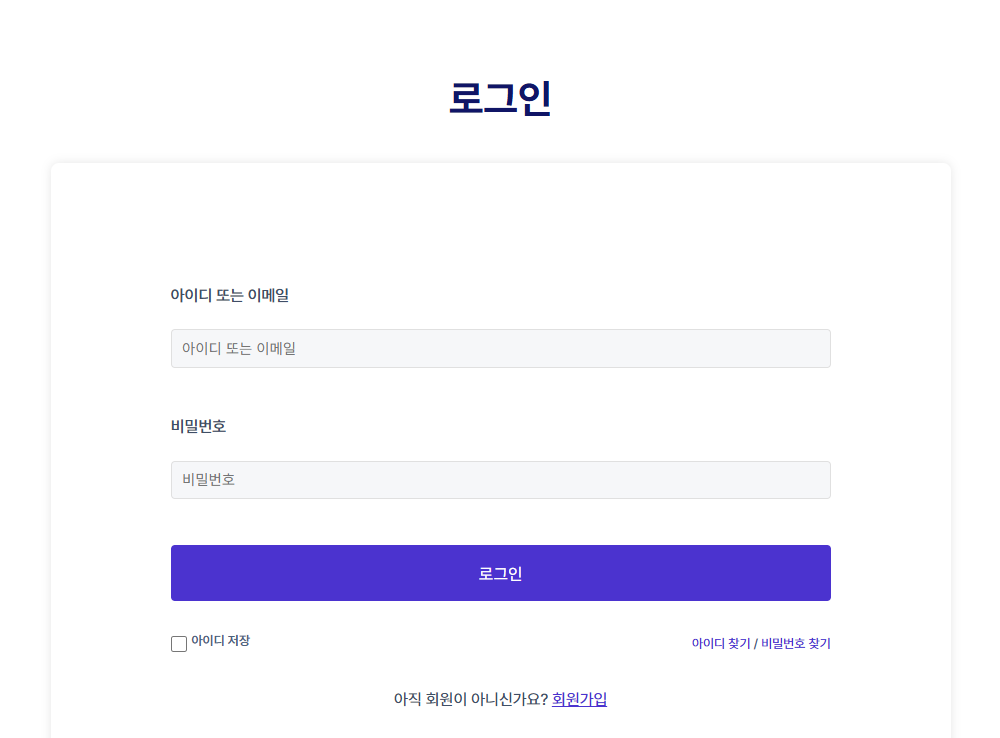 로그인
아이디 또는 이메일
아이디 또는 이메일
비밀번호
비밀번호
로그인
아이디 저장
아이디 찾기 / 비밀번호 찾기
아직 회원이 아니신가요? 회원가입